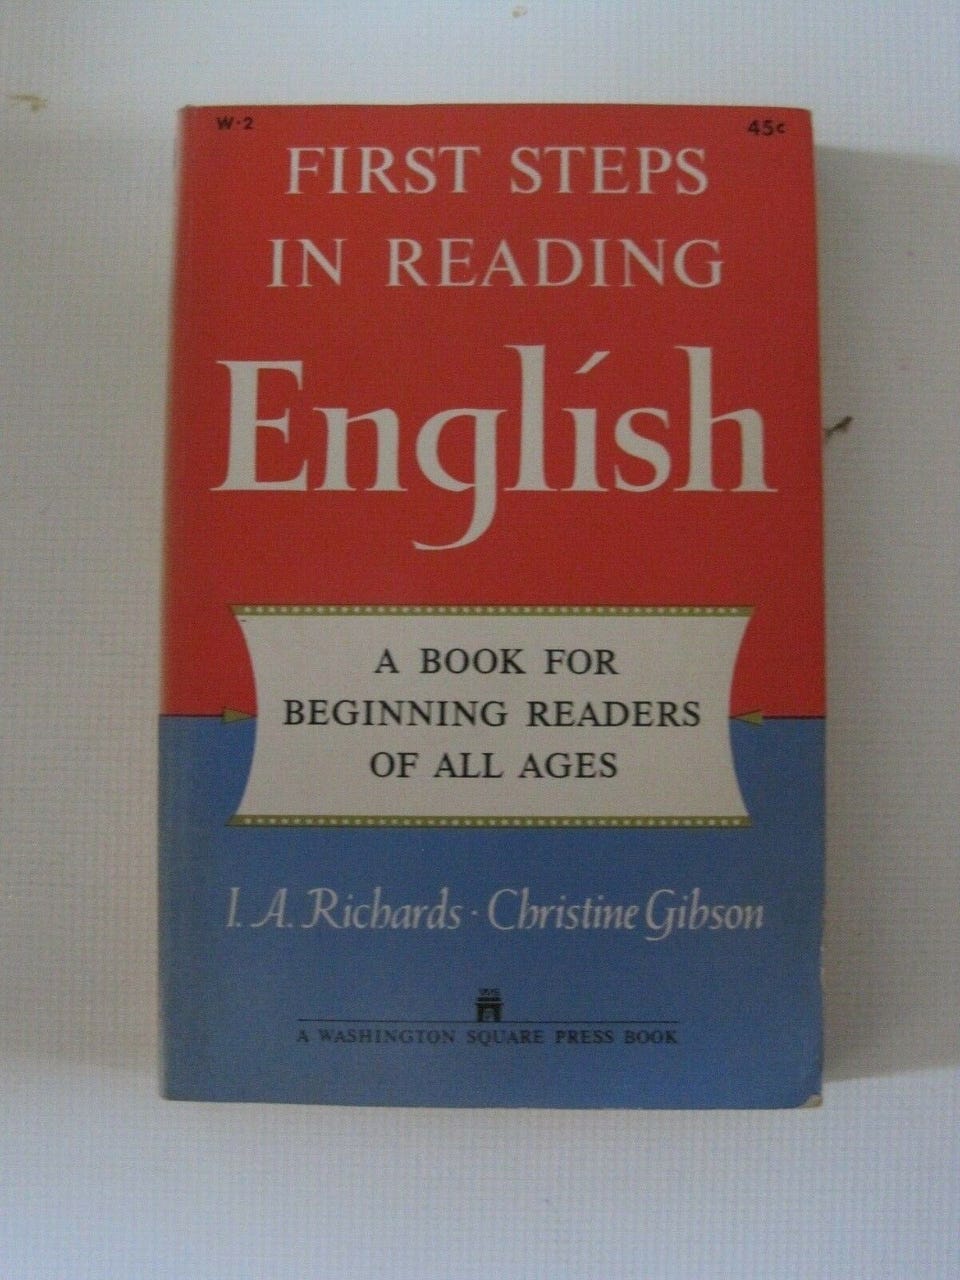 W·2 45¢
FIRST STEPS
IN READING
English
A BOOK FOR
BEGINNING READERS
OF ALL AGES
I. A. Richards · Christine Gibson
A WASHINGTON SQUARE PRESS BOOK